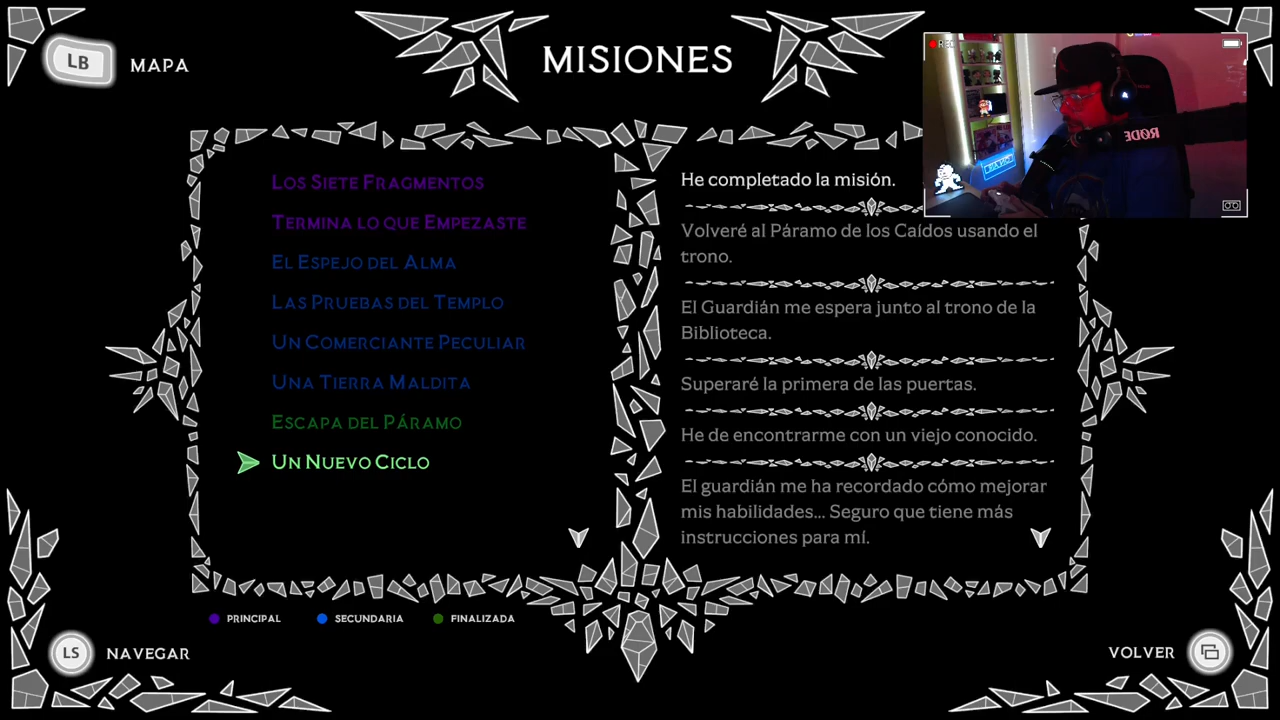 LB
MAPA
MISIONES
REC
RØDE
LOS SIETE FRAGMENTOS
TERMINA LO QUE EMPEZASTE
EL ESPEJO DEL ALMA
LAS PRUEBAS DEL TEMPLO
UN COMERCIANTE PECULIAR
UNA TIERRA MALDITA
ESCAPA DEL PÁRAMO
UN NUEVO CICLO
He completado la misión.
Volveré al Páramo de los Caídos usando el
trono.
El Guardián me espera junto al trono de la
Biblioteca.
Superaré la primera de las puertas.
He de encontrarme con un viejo conocido.
El guardián me ha recordado cómo mejorar
mis habilidades... Seguro que tiene más
instrucciones para mí.
PRINCIPAL
SECUNDARIA
FINALIZADA
LS
NAVEGAR
VOLVER